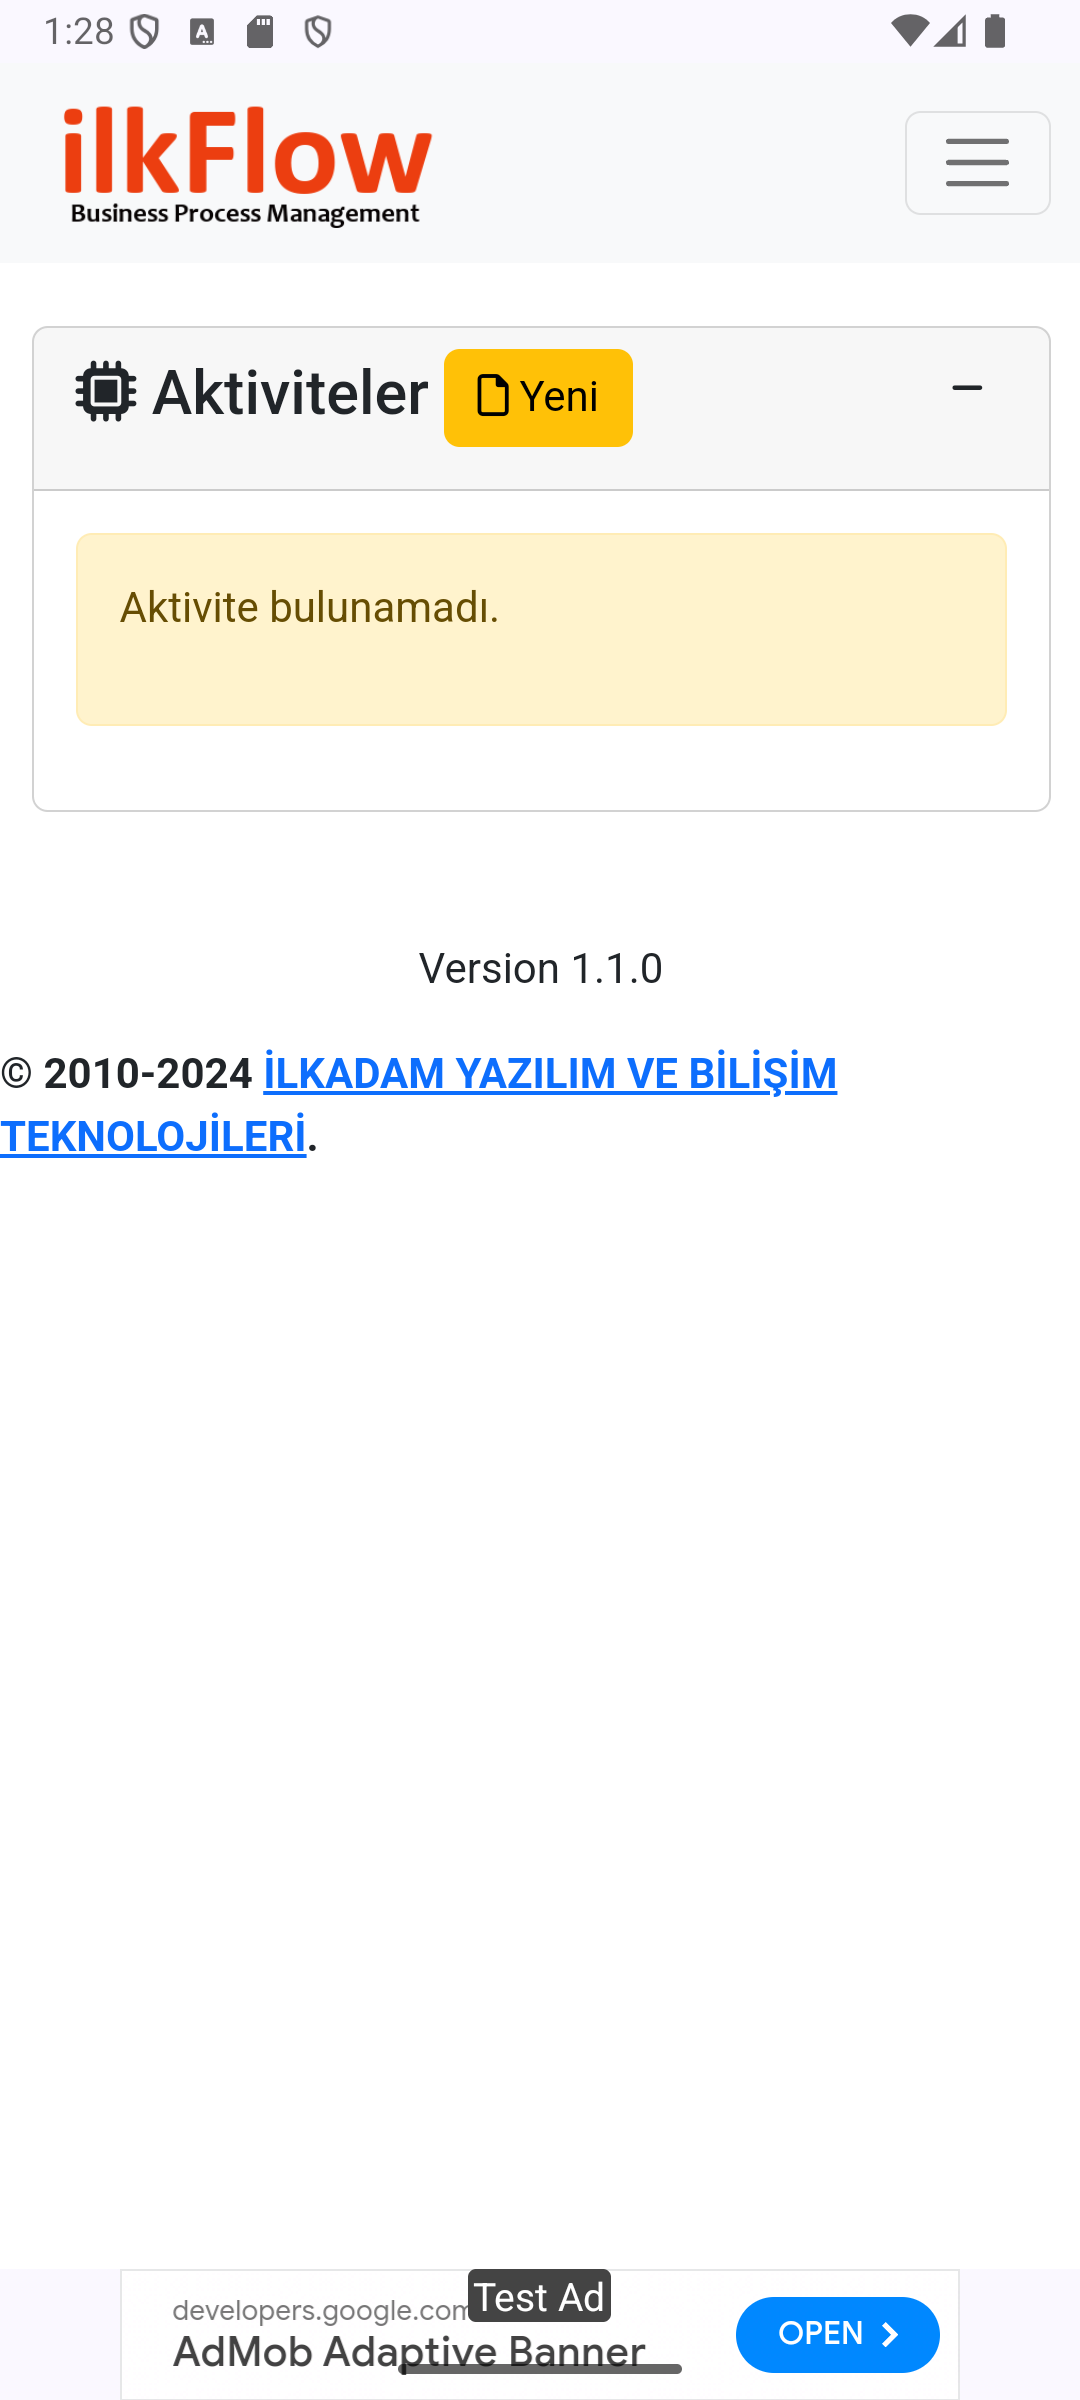 1:28
ilkFlow
Business Process Management
Aktiviteler
Yeni
Aktivite bulunamadı.
Version 1.1.0
© 2010-2024 İLKADAM YAZILIM VE BİLİŞİM
TEKNOLOJİLERİ.
Test Ad
developers.google.com
AdMob Adaptive Banner
OPEN